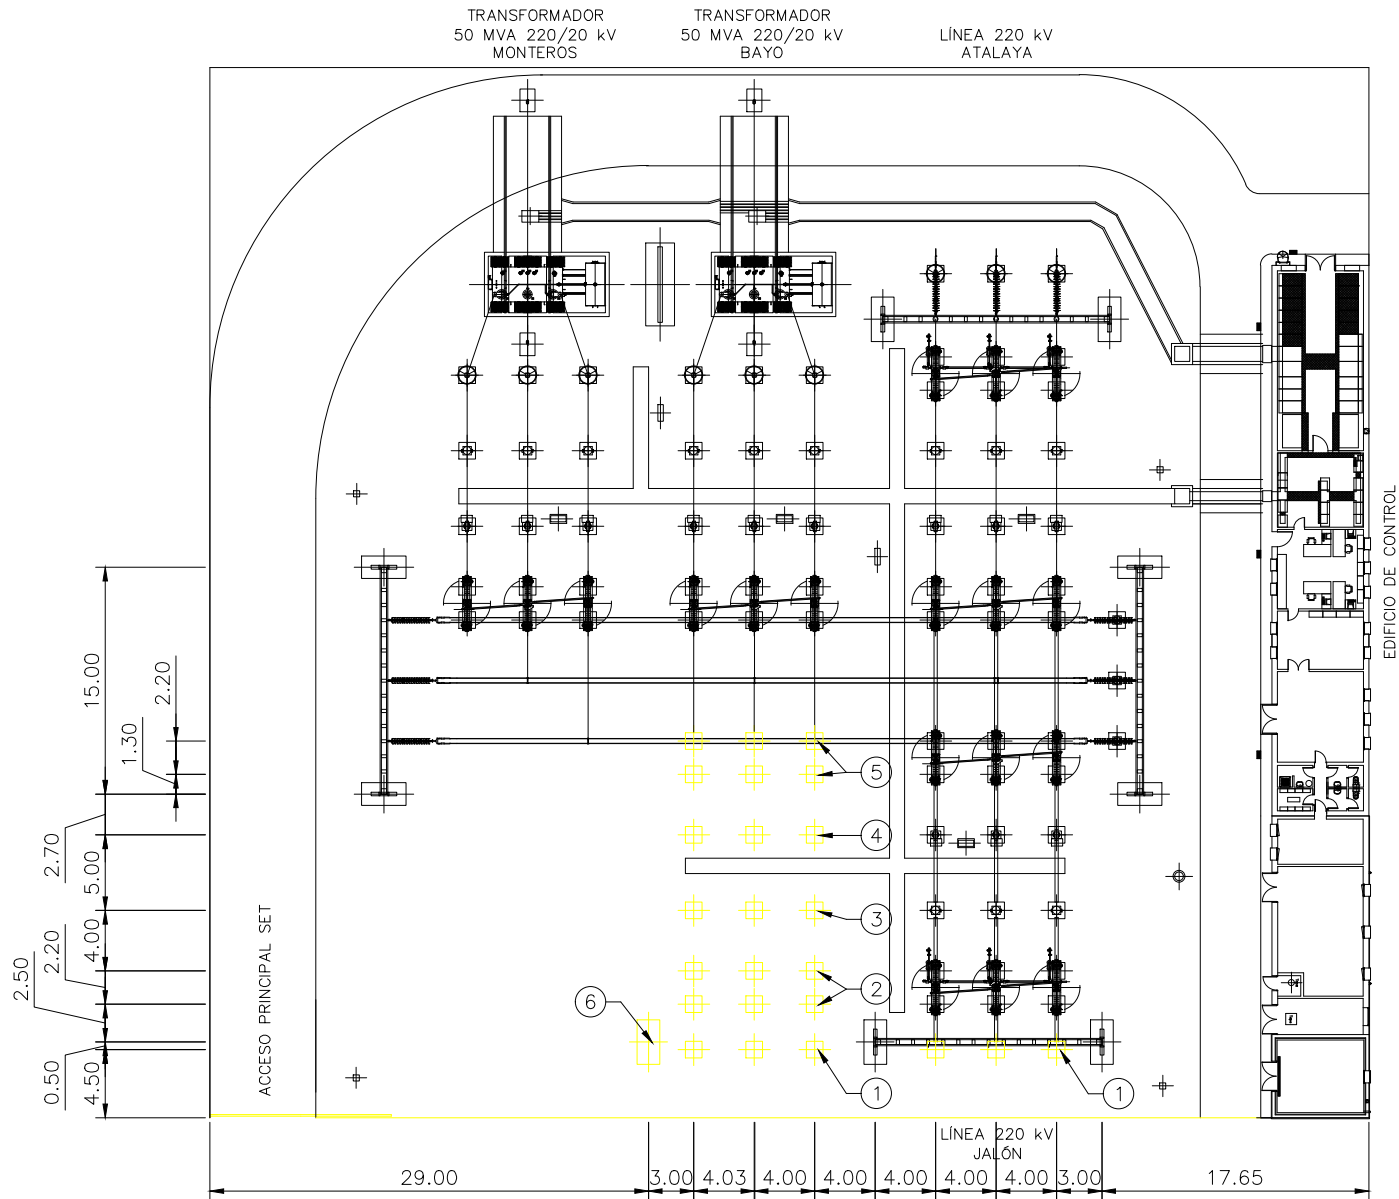 TRANSFORMADOR
50 MVA 220/20 kV
MONTEROS
TRANSFORMADOR
50 MVA 220/20 kV
BAYO
LÍNEA 220 kV
ATALAYA
EDIFICIO DE CONTROL
15.00
2.20
1.30
2.70
5.00
2.20
4.00
2.50
0.50
4.50
ACCESO PRINCIPAL SET
5
4
3
2
6
1
1
LÍNEA 220 kV
JALÓN
29.00
3.00
4.03
4.00
4.00
4.00
4.00
4.00
3.00
17.65